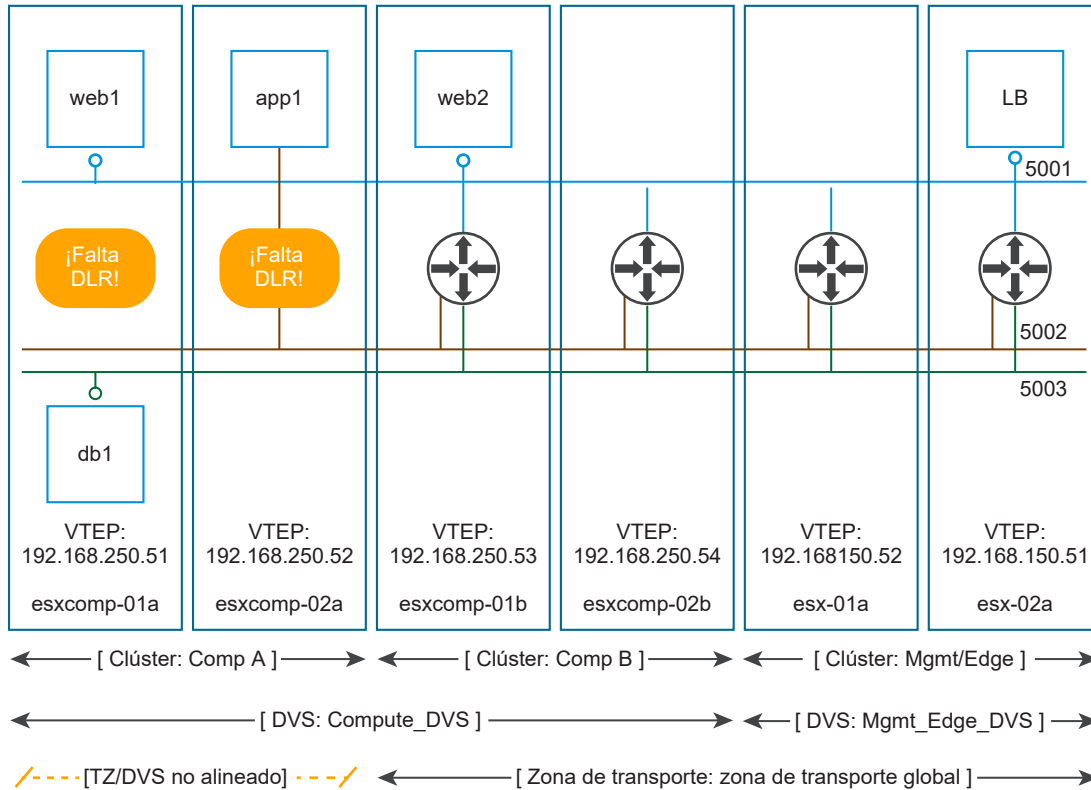 web1
app1
web2
LB
5001
¡Falta
DLR!
¡Falta
DLR!
5002
5003
db1
VTEP:
192.168.250.51
VTEP:
192.168.250.52
VTEP:
192.168.250.53
VTEP:
192.168.250.54
VTEP:
192.168150.52
VTEP:
192.168.150.51
esxcomp-01a
esxcomp-02a
esxcomp-01b
esxcomp-02b
esx-01a
esx-02a
[ Clúster: Comp A ]
[ Clúster: Comp B ]
[ Clúster: Mgmt/Edge ]
[ DVS: Compute_DVS ]
[ DVS: Mgmt_Edge_DVS ]
[TZ/DVS no alineado]
[ Zona de transporte: zona de transporte global ]